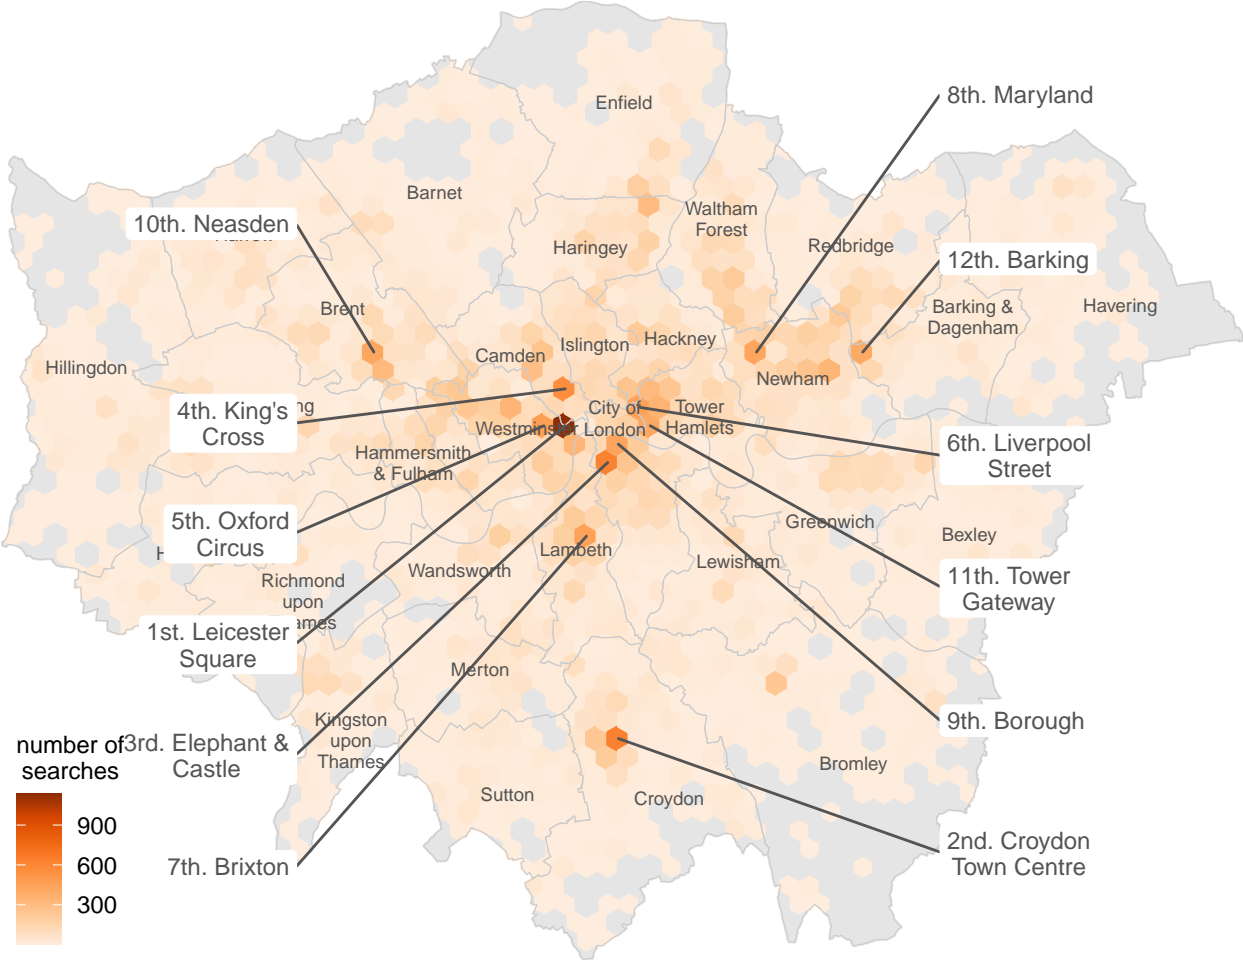 Enfield
8th. Maryland
Barnet
Waltham
Forest
10th. Neasden
Haringey
Redbridge
12th. Barking
Brent
Barking &
Dagenham
Havering
Hillingdon
Camden
Islington
Hackney
Newham
4th. King's
Cross
City of
London
Tower
Hamlets
Westminster
Hammersmith
& Fulham
6th. Liverpool
Street
5th. Oxford
Circus
Greenwich
Bexley
Lambeth
Wandsworth
Lewisham
Richmond
upon
11th. Tower
Gateway
1st. Leicester
Square
Merton
Kingston
upon
Thames
9th. Borough
number of
searches
3rd. Elephant &
Castle
Bromley
Sutton
Croydon
900
600
300
7th. Brixton
2nd. Croydon
Town Centre